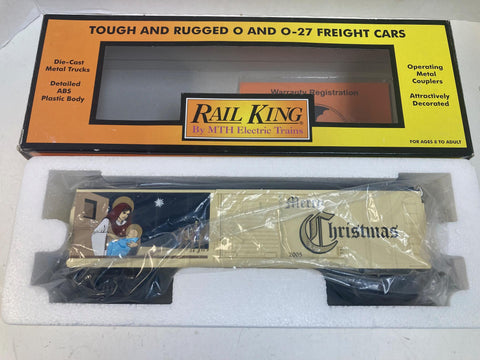 TOUGH AND RUGGED O AND O-27 FREIGHT CARS
Die-Cast
Metal Trucks
Detailed
ABS
Plastic Body
Warranty Registration
Operating
Metal
Couplers
Attractively
Decorated
RAIL KING
By MTH Electric Trains
FOR AGES 8 TO ADULT
Merry
Christmas
2005